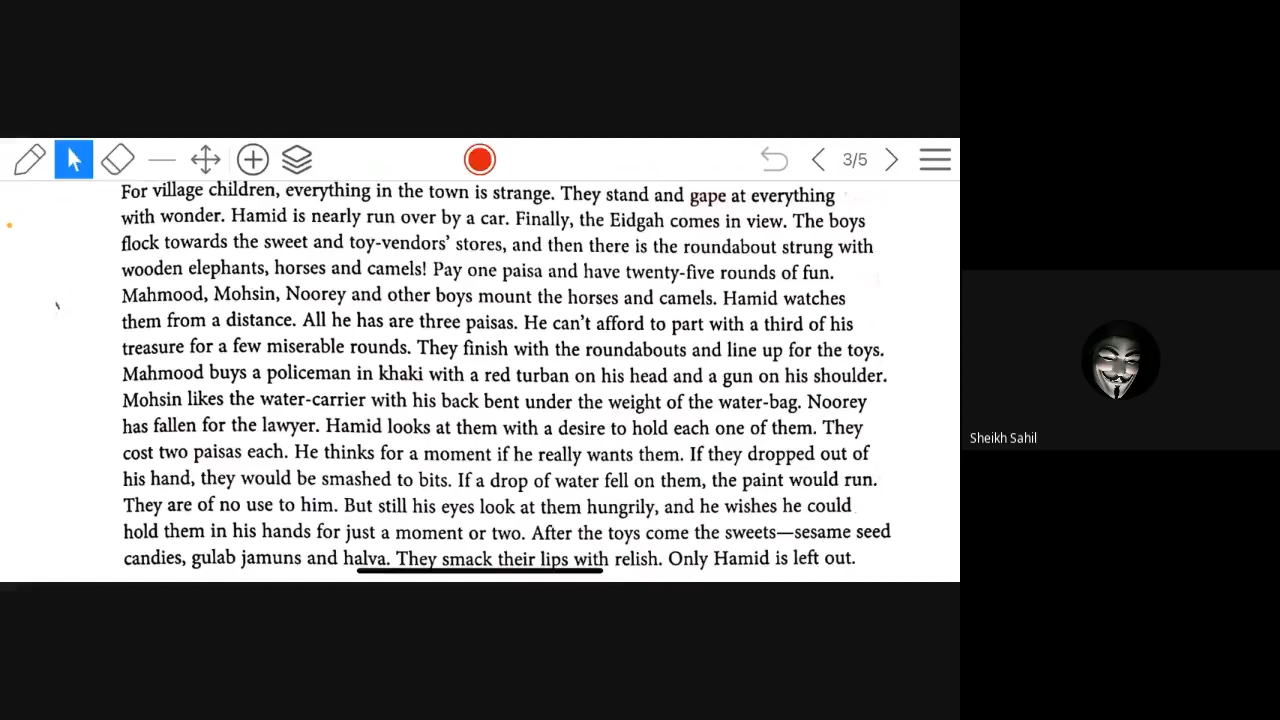 3/5
For village children, everything in the town is strange. They stand and gape at everything
with wonder. Hamid is nearly run over by a car. Finally, the Eidgah comes in view. The boys
flock towards the sweet and toy-vendors' stores, and then there is the roundabout strung with
wooden elephants, horses and camels! Pay one paisa and have twenty-five rounds of fun.
Mahmood, Mohsin, Noorey and other boys mount the horses and camels. Hamid watches
them from a distance. All he has are three paisas. He can't afford to part with a third of his
treasure for a few miserable rounds. They finish with the roundabouts and line up for the toys.
Mahmood buys a policeman in khaki with a red turban on his head and a gun on his shoulder.
Mohsin likes the water-carrier with his back bent under the weight of the water-bag. Noorey
has fallen for the lawyer. Hamid looks at them with a desire to hold each one of them. They
cost two paisas each. He thinks for a moment if he really wants them. If they dropped out of
his hand, they would be smashed to bits. If a drop of water fell on them, the paint would run.
They are of no use to him. But still his eyes look at them hungrily, and he wishes he could
hold them in his hands for just a moment or two. After the toys come the sweets—sesame seed
candies, gulab jamuns and halva. They smack their lips with relish. Only Hamid is left out.
Sheikh Sahil